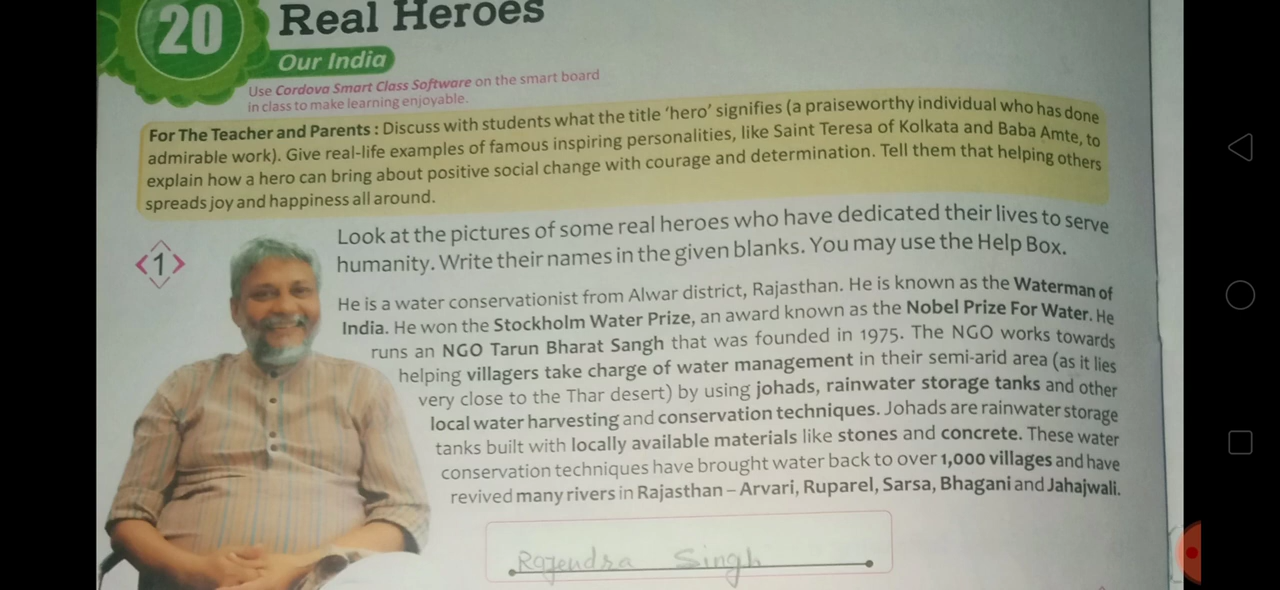 20
Real Heroes
Our India
Use Cordova Smart Class Software on the smart board
in class to make learning enjoyable.
For The Teacher and Parents : Discuss with students what the title ‘hero’ signifies (a praiseworthy individual who has done
admirable work). Give real-life examples of famous inspiring personalities, like Saint Teresa of Kolkata and Baba Amte, to
explain how a hero can bring about positive social change with courage and determination. Tell them that helping others
spreads joy and happiness all around.
Look at the pictures of some real heroes who have dedicated their lives to serve
humanity. Write their names in the given blanks. You may use the Help Box.
1
He is a water conservationist from Alwar district, Rajasthan. He is known as the Waterman of
India. He won the Stockholm Water Prize, an award known as the Nobel Prize For Water. He
runs an NGO Tarun Bharat Sangh that was founded in 1975. The NGO works towards
helping villagers take charge of water management in their semi-arid area (as it lies
very close to the Thar desert) by using johads, rainwater storage tanks and other
local water harvesting and conservation techniques. Johads are rainwater storage
tanks built with locally available materials like stones and concrete. These water
conservation techniques have brought water back to over 1,000 villages and have
revived many rivers in Rajasthan – Arvari, Ruparel, Sarsa, Bhagani and Jahajwali.
Rajendra Singh